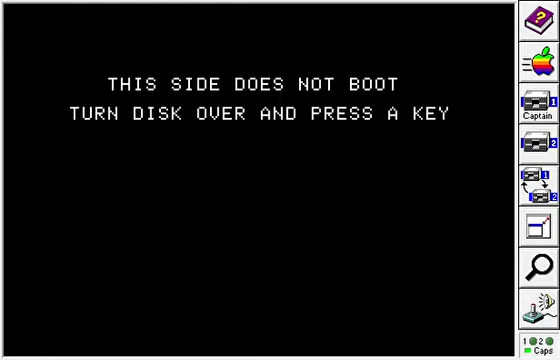 THIS SIDE DOES NOT BOOT
TURN DISK OVER AND PRESS A KEY
?
1
Captain
2
1
2
1 2
Caps